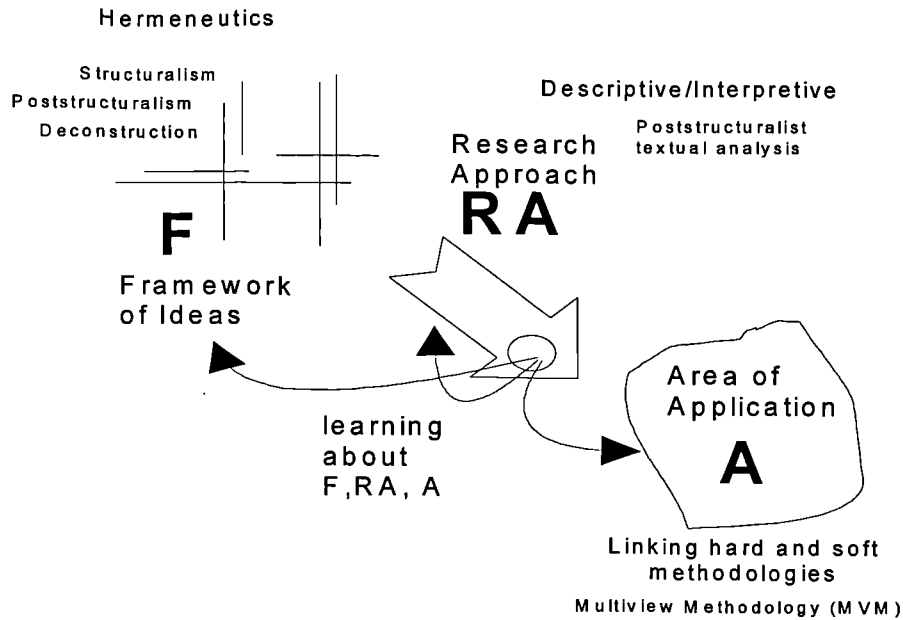 Hermeneutics
Structuralism
Poststructuralism
Deconstruction
F
Framework
of Ideas
Descriptive/Interpretive
Poststructuralist
textual analysis
Research
Approach
RA
learning
about
F,RA, A
Area of
Application
A
Linking hard and soft
methodologies
Multiview Methodology (MVM)